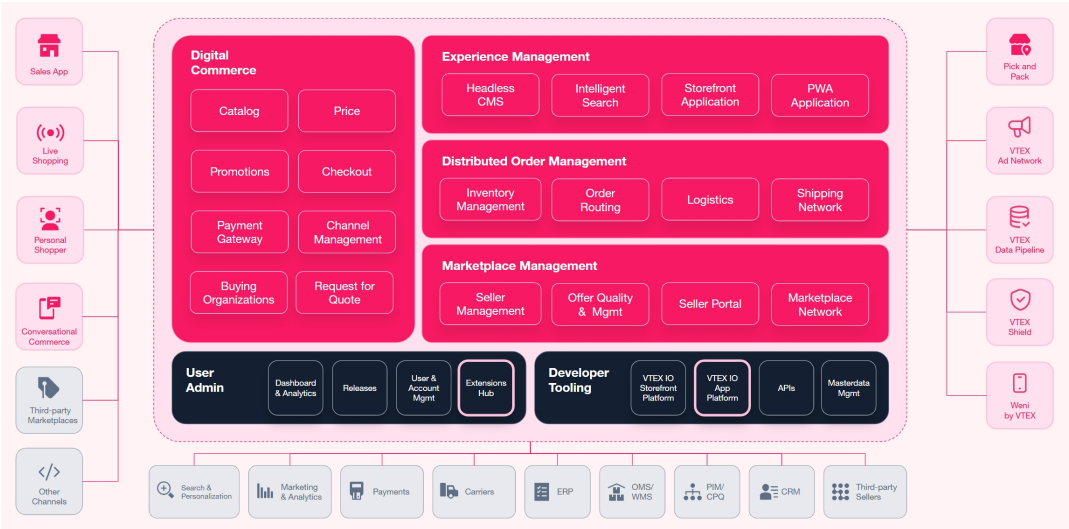 Sales App
Live
Shopping
Personal
Shopper
Conversational
Commerce
Third-party
Marketplaces
Other
Channels
Digital
Commerce
Catalog
Price
Promotions
Checkout
Payment
Gateway
Channel
Management
Buying
Organizations
Request for
Quote
Experience Management
Headless
CMS
Intelligent
Search
Storefront
Application
PWA
Application
Distributed Order Management
Inventory
Management
Order
Routing
Logistics
Shipping
Network
Marketplace Management
Seller
Management
Offer Quality
& Mgmt
Seller Portal
Marketplace
Network
User
Admin
Dashboard
& Analytics
Releases
User &
Account
Mgmt
Extensions
Hub
Developer
Tooling
VTEX IO
Storefront
Platform
VTEX IO
App
Platform
APIs
Masterdata
Mgmt
Pick and
Pack
VTEX
Ad Network
VTEX
Data Pipeline
VTEX
Shield
Weni
by VTEX
Search &
Personalization
Marketing
& Analytics
Payments
Carriers
ERP
OMS/
WMS
PIM/
CPQ
CRM
Third-party
Sellers